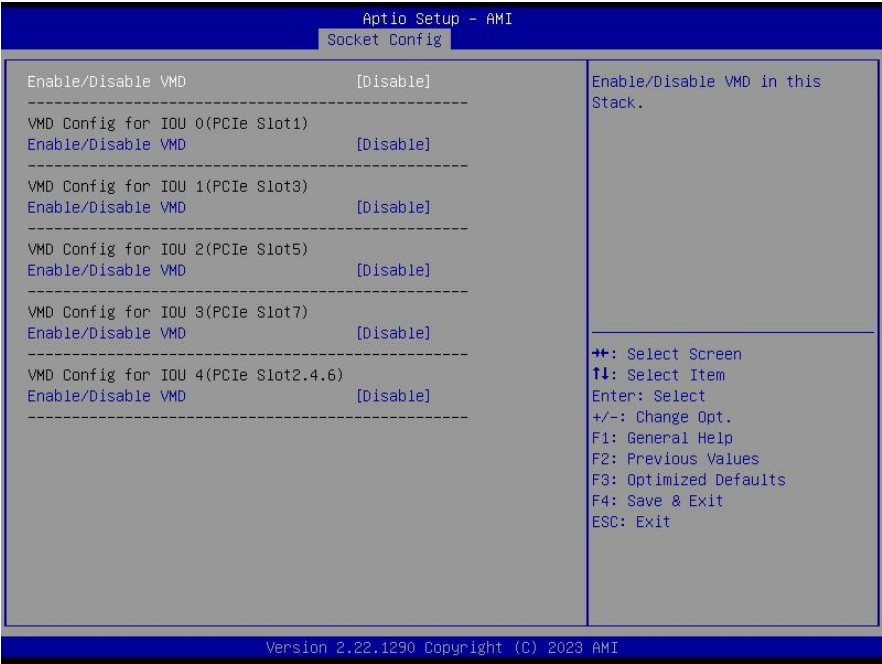 Aptio Setup - AMI
Socket Config
Enable/Disable VMD [Disable]
------------------------------------------------
VMD Config for IOU 0(PCIe Slot1)
Enable/Disable VMD [Disable]
------------------------------------------------
VMD Config for IOU 1(PCIe Slot3)
Enable/Disable VMD [Disable]
------------------------------------------------
VMD Config for IOU 2(PCIe Slot5)
Enable/Disable VMD [Disable]
------------------------------------------------
VMD Config for IOU 3(PCIe Slot7)
Enable/Disable VMD [Disable]
------------------------------------------------
VMD Config for IOU 4(PCIe Slot2.4.6)
Enable/Disable VMD [Disable]
------------------------------------------------
Enable/Disable VMD in this
Stack.
→←: Select Screen
↑↓: Select Item
Enter: Select
+/-: Change Opt.
F1: General Help
F2: Previous Values
F3: Optimized Defaults
F4: Save & Exit
ESC: Exit
Version 2.22.1290 Copyright (C) 2023 AMI